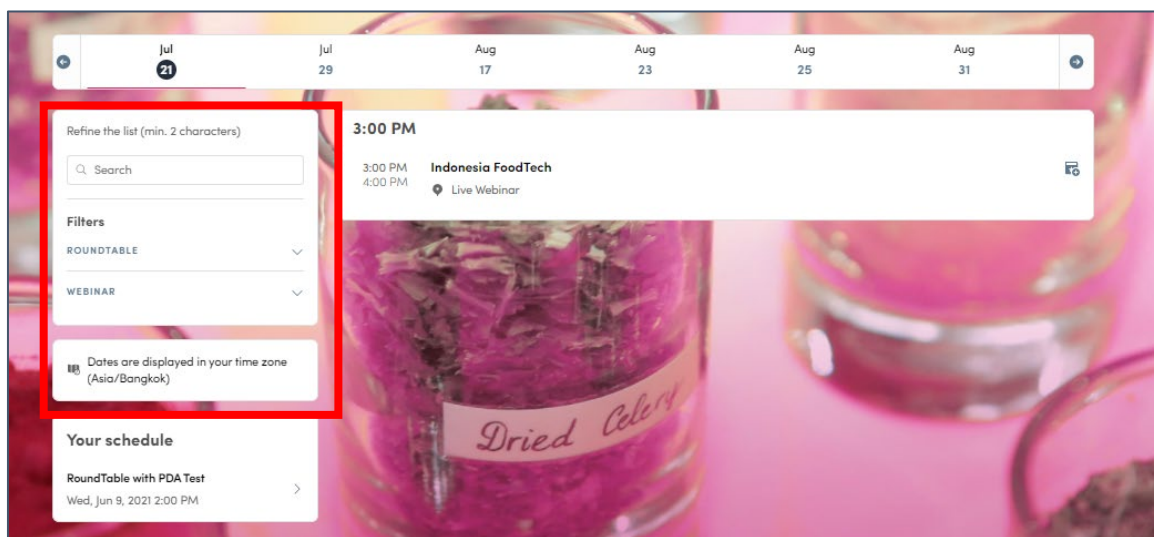 Jul Jul Aug Aug Aug Aug
21 29 17 23 25 31
Refine the list (min. 2 characters)
Search
Filters
ROUNDTABLE
WEBINAR
Dates are displayed in your time zone
(Asia/Bangkok)
Your schedule
RoundTable with PDA Test
Wed, Jun 9, 2021 2:00 PM
3:00 PM
3:00 PM Indonesia FoodTech
4:00 PM Live Webinar
Dried Celery